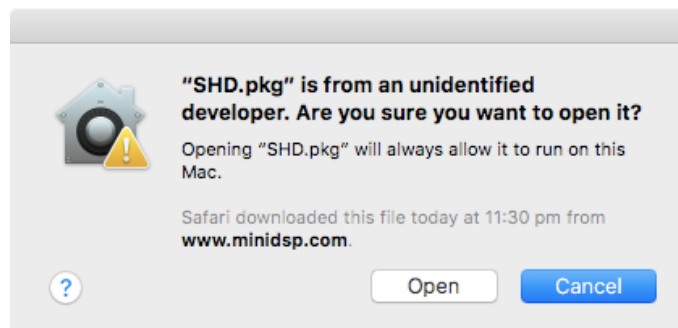 “SHD.pkg” is from an unidentified
developer. Are you sure you want to open it?
Opening “SHD.pkg” will always allow it to run on this
Mac.
Safari downloaded this file today at 11:30 pm from
www.minidsp.com.
?
Open
Cancel